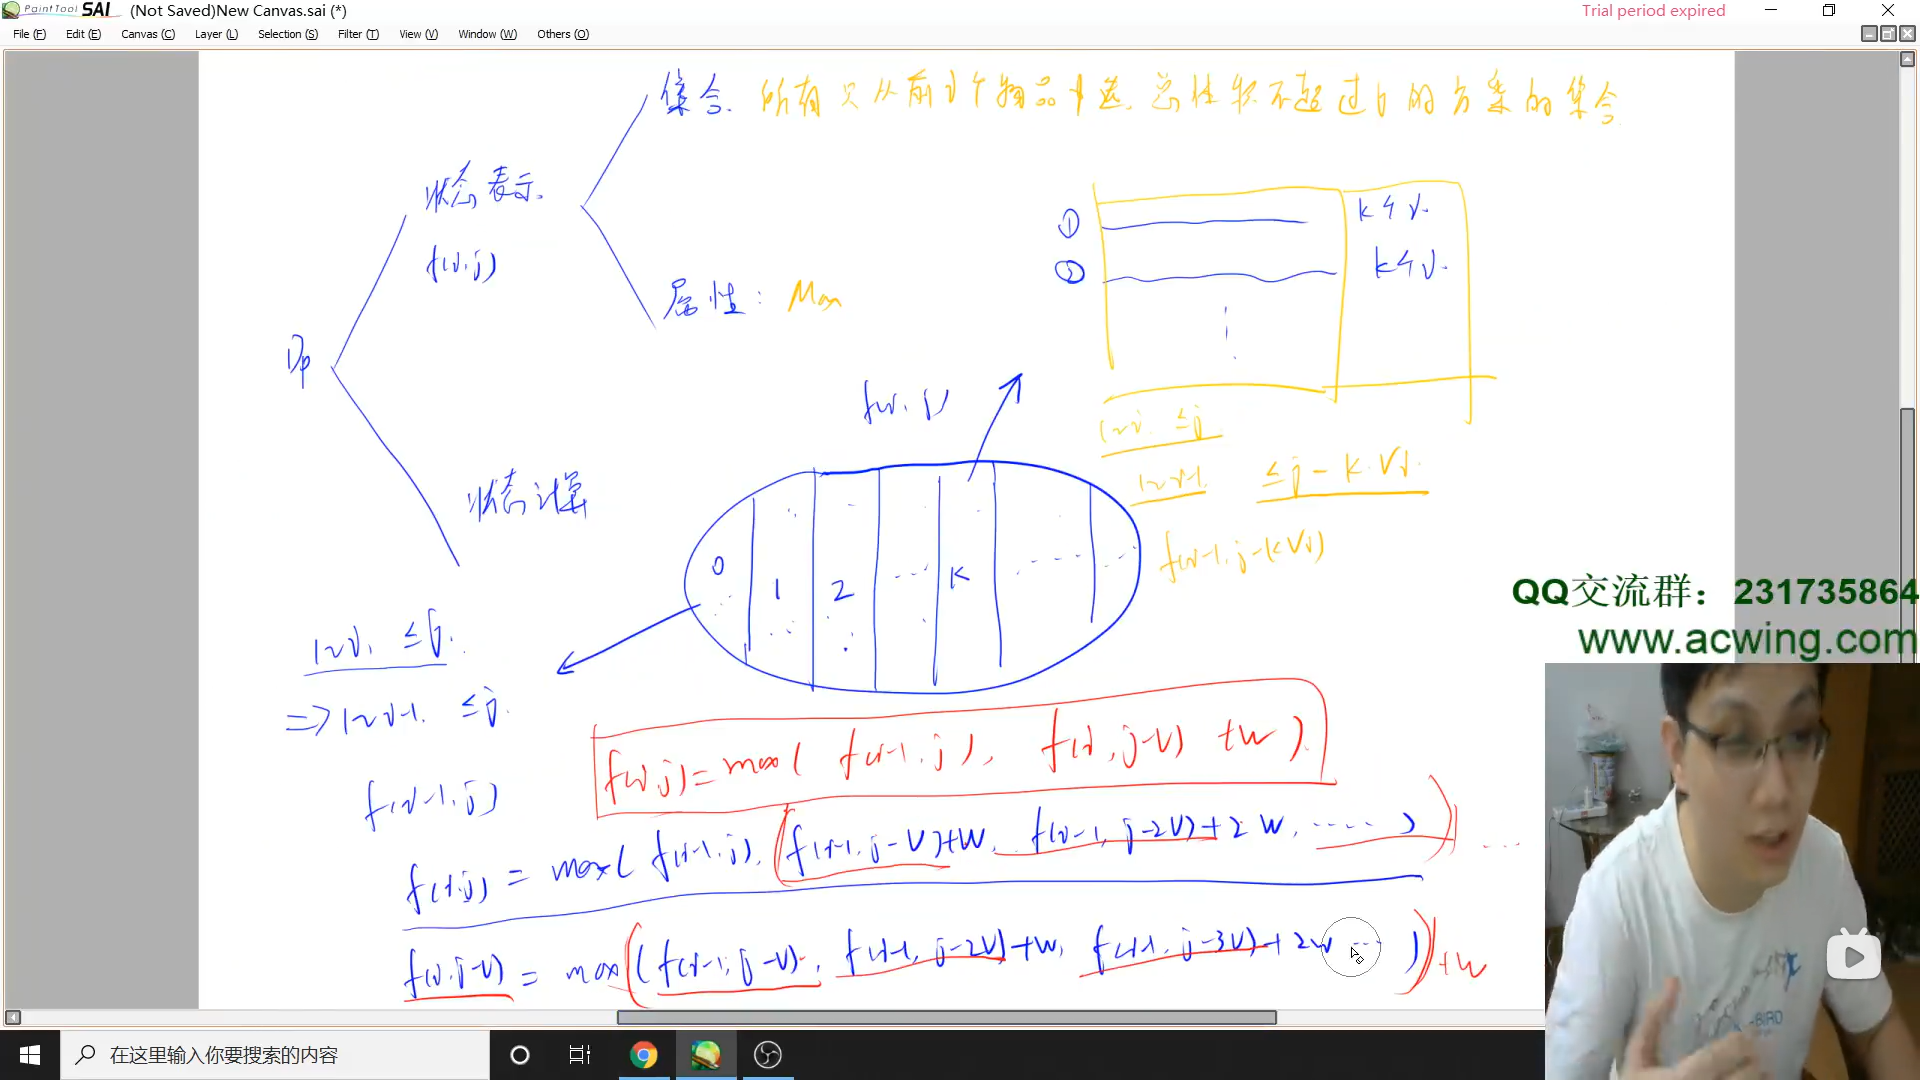 PaintTool SAI (Not Saved)New Canvas.sai (*) Trial period expired
File (F) Edit (E) Canvas (C) Layer (L) Selection (S) Filter (T) View (V) Window (W) Others (O)
集合. 所有只从前i个物品中选, 总体积不超过j的方案的集合
状态表示.
f(i,j)
① k个i.
② k个i.
属性: Max
Dp
f(i, j)
1~i. ≤j
1~i-1. ≤j - k·Vi.
状态计算
f(i-1, j-kVi)
0 1 2 ... K ......
QQ交流群：231735864
www.acwing.com
1~i, ≤j.
=> 1~i-1. ≤j.
f(i-1, j)
f(i,j) = max( f(i-1, j), f(i, j-v) +w ).
f(i,j) = max( f(i-1, j), f(i-1, j-v)+w, f(i-1, j-2v)+2w, ..... ) ...
f(i, j-v) = max ( f(i-1, j-v), f(i-1, j-2v)+w, f(i-1, j-3v)+2w ... ) +w
在这里输入你要搜索的内容